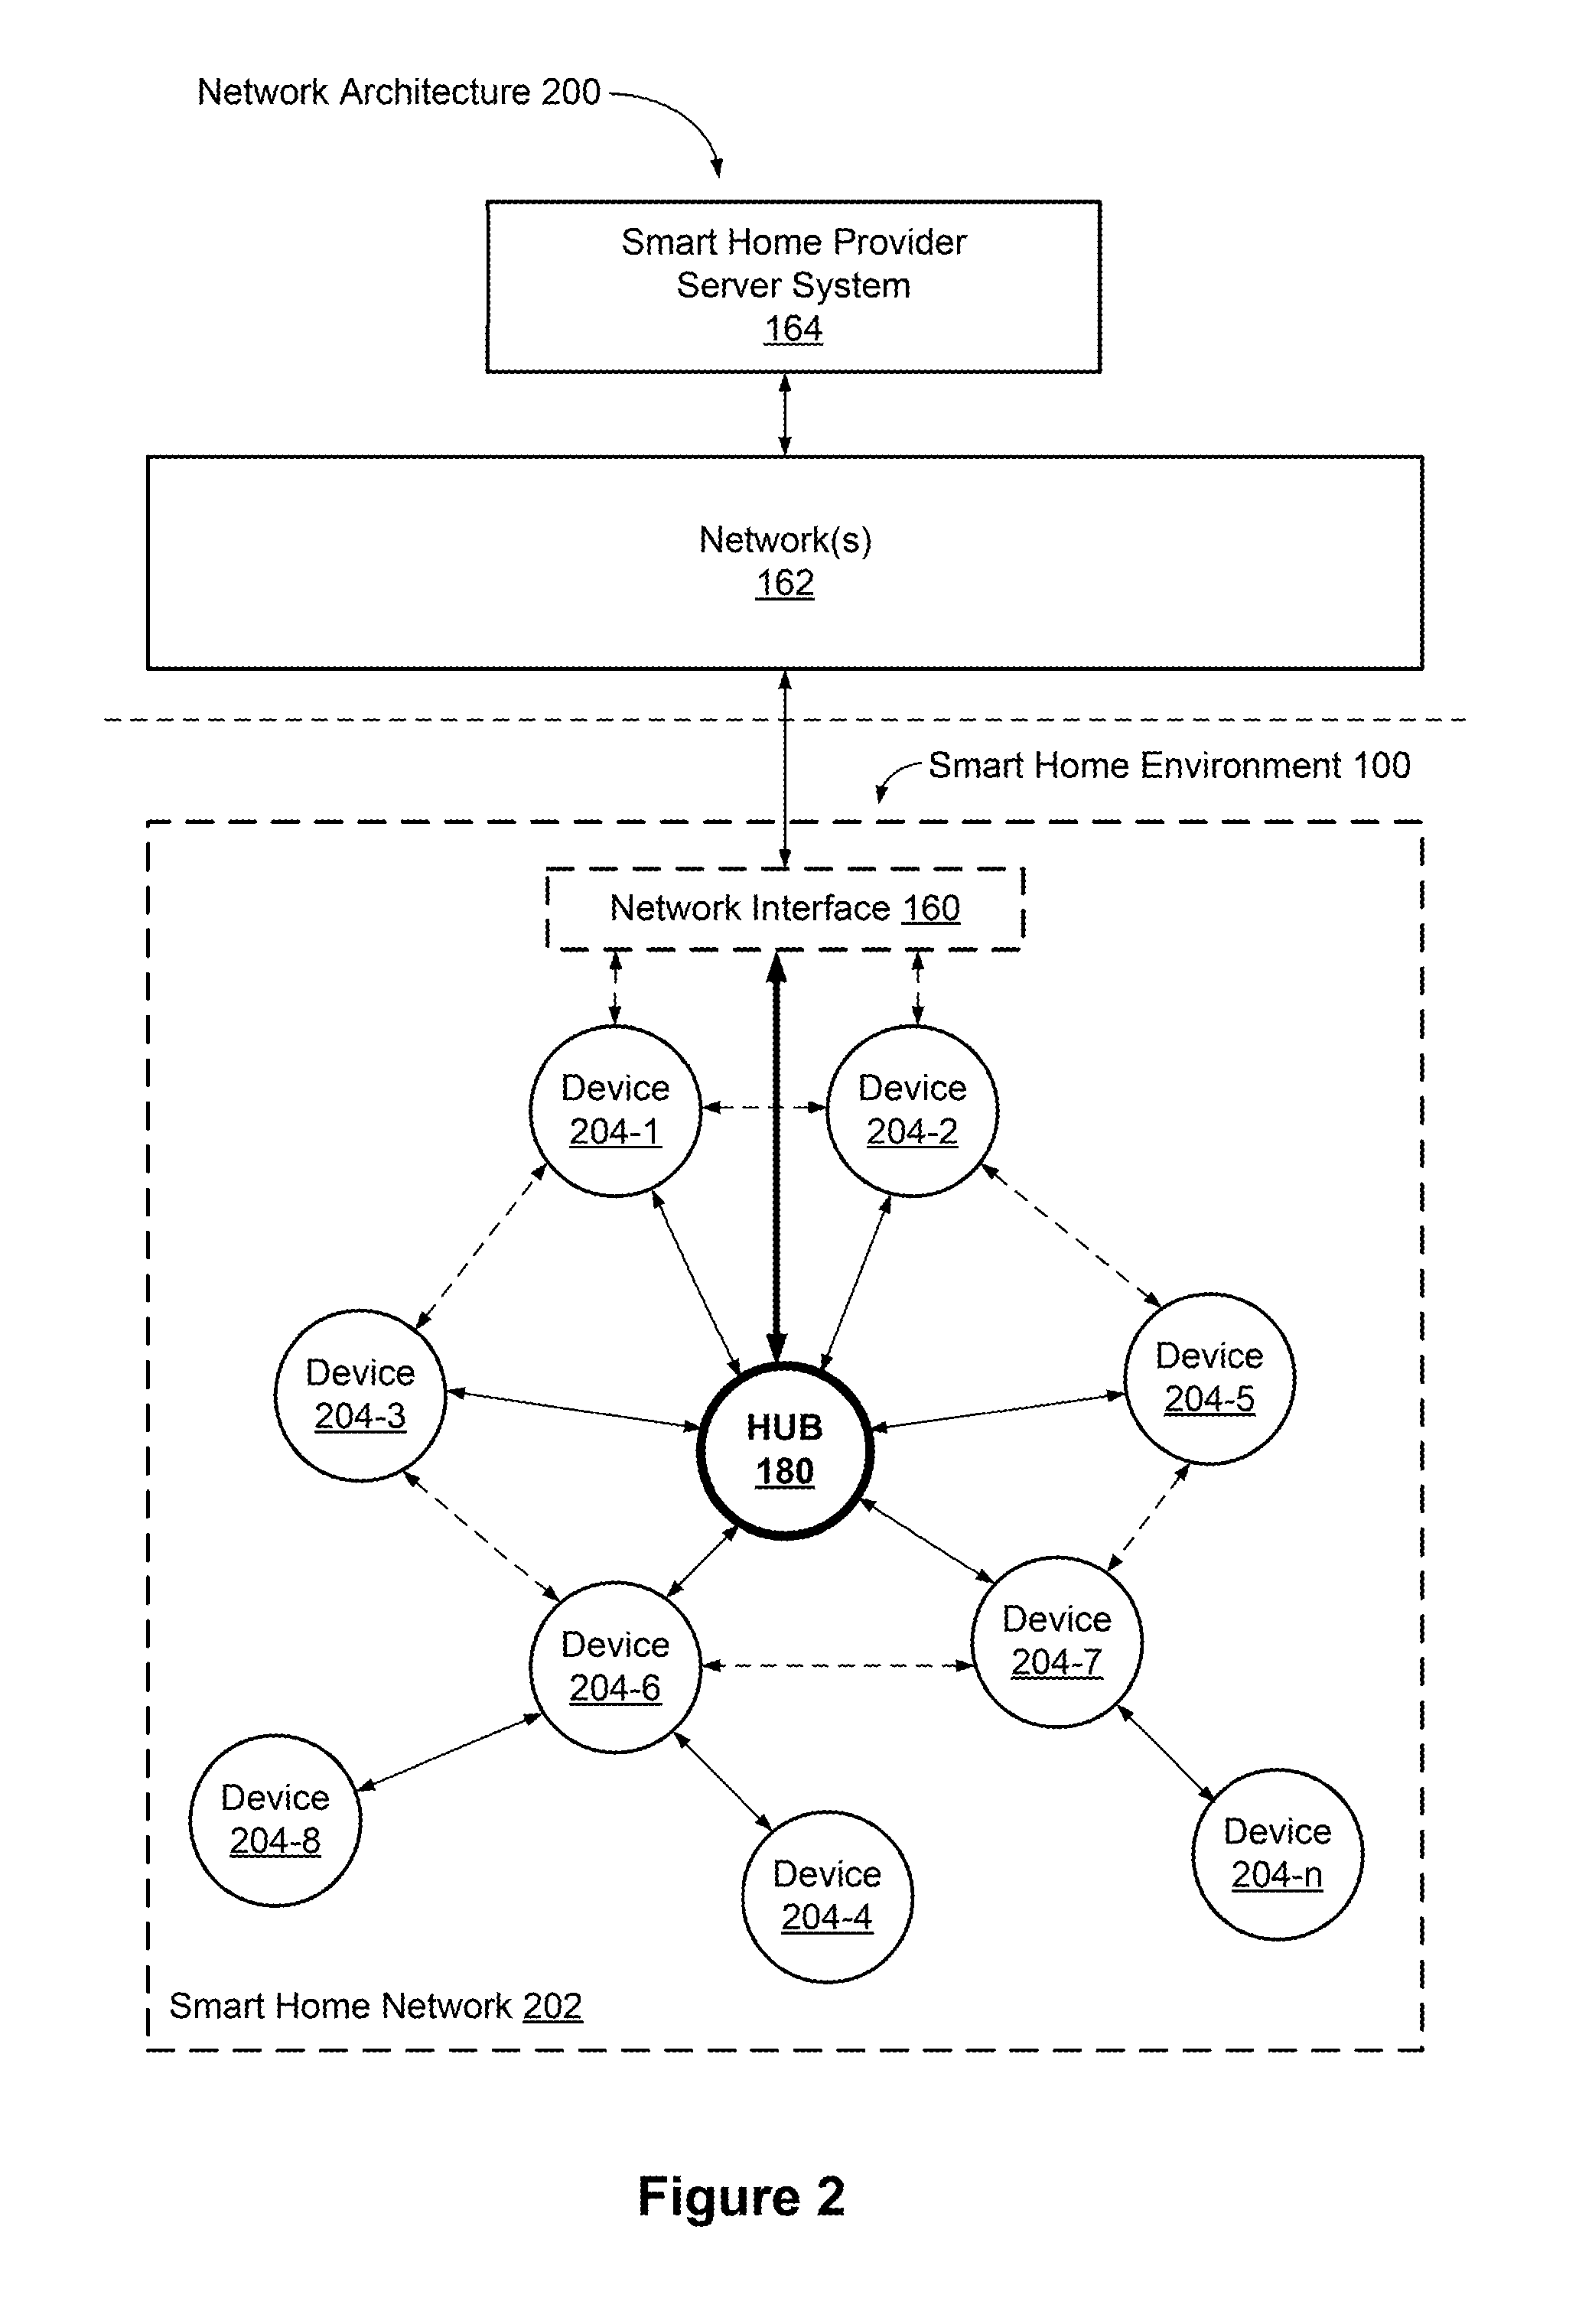 Network Architecture 200
Smart Home Provider
Server System
164
Network(s)
162
Smart Home Environment 100
Network Interface 160
Device
204-1
Device
204-2
Device
204-3
Device
204-5
HUB
180
Device
204-6
Device
204-7
Device
204-8
Device
204-4
Device
204-n
Smart Home Network 202
Figure 2